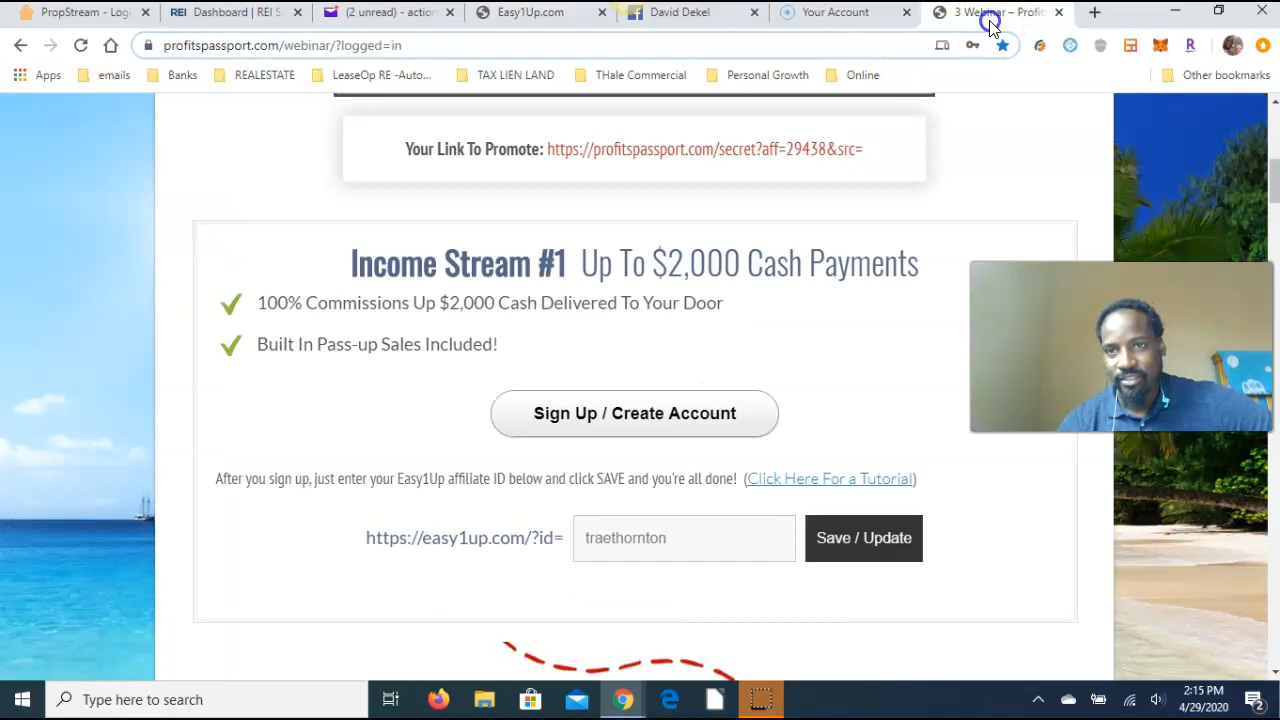 PropStream - Logi
REI Dashboard | REI S
(2 unread) - action
Easy1Up.com
David Dekel
Your Account
3 Webinar – Profits
profitspassport.com/webinar/?logged=in
Apps
emails
Banks
REALESTATE
LeaseOp RE -Auto...
TAX LIEN LAND
THale Commercial
Personal Growth
Online
Other bookmarks
Your Link To Promote: https://profitspassport.com/secret?aff=29438&src=
Income Stream #1 Up To $2,000 Cash Payments
100% Commissions Up $2,000 Cash Delivered To Your Door
Built In Pass-up Sales Included!
Sign Up / Create Account
After you sign up, just enter your Easy1Up affiliate ID below and click SAVE and you're all done! (Click Here For a Tutorial)
https://easy1up.com/?id= traethornton Save / Update
Type here to search
2:15 PM
4/29/2020
2